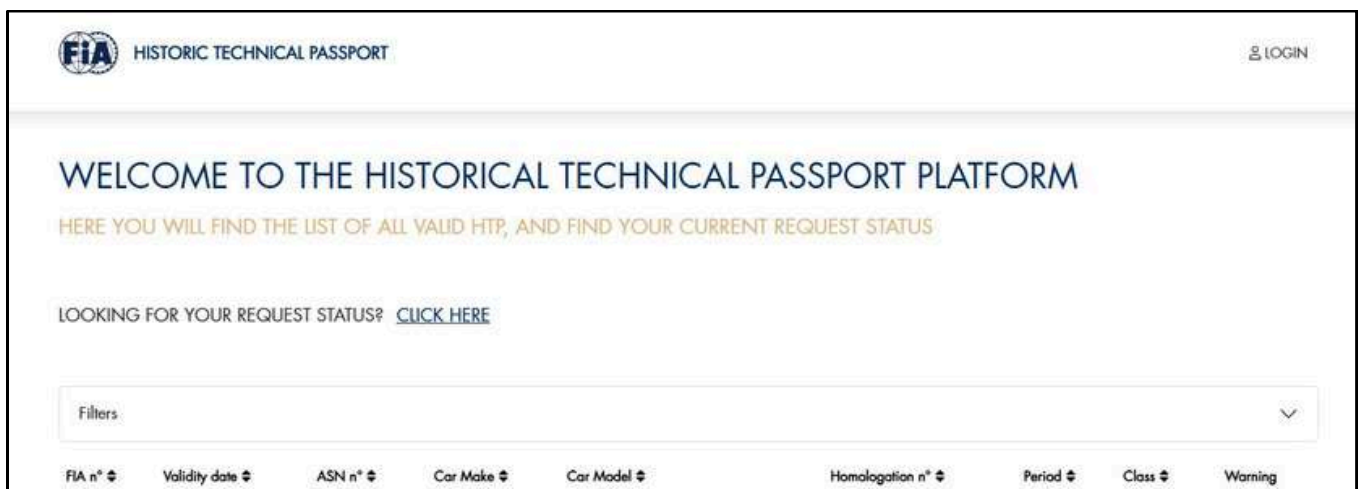 FiA HISTORIC TECHNICAL PASSPORT
LOGIN
WELCOME TO THE HISTORICAL TECHNICAL PASSPORT PLATFORM
HERE YOU WILL FIND THE LIST OF ALL VALID HTP, AND FIND YOUR CURRENT REQUEST STATUS
LOOKING FOR YOUR REQUEST STATUS? CLICK HERE
Filters
FIA n° Validity date ASN n° Car Make Car Model Homologation n° Period Class Warning